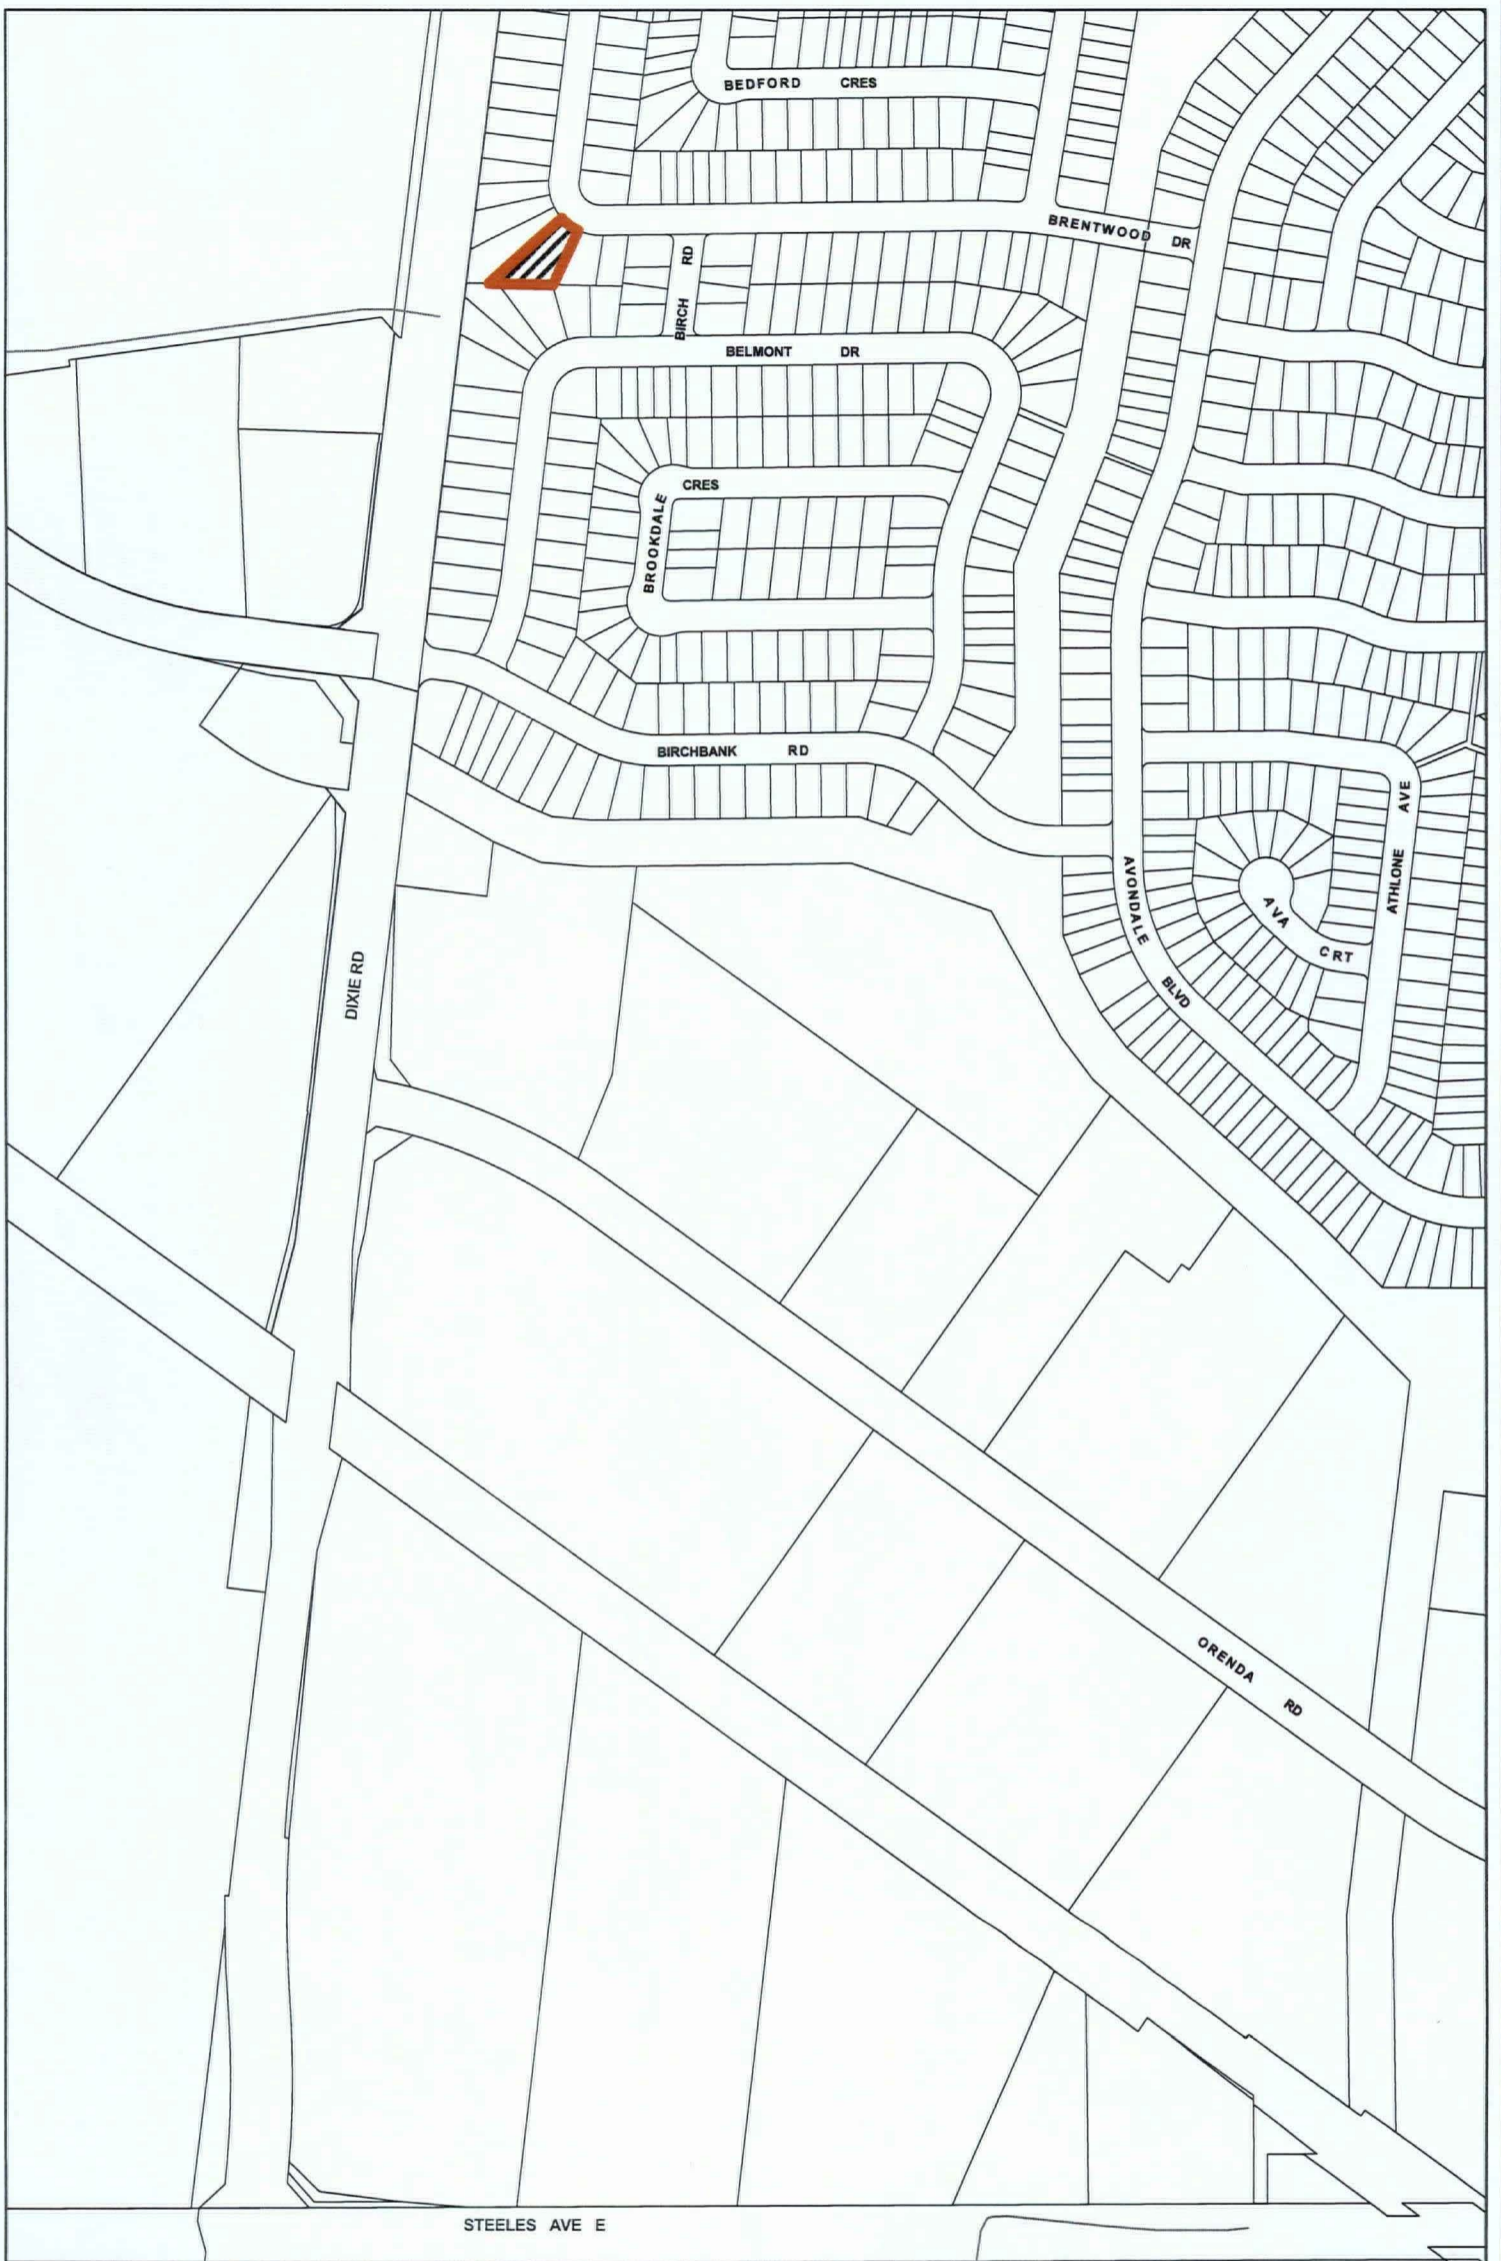 BEDFORD CRES
BRENTWOOD DR
BIRCH RD
BELMONT DR
BROOKDALE CRES
BIRCHBANK RD
AVONDALE BLVD
ATHLONE AVE
AVA CRT
DIXIE RD
ORENDA RD
STEELES AVE E